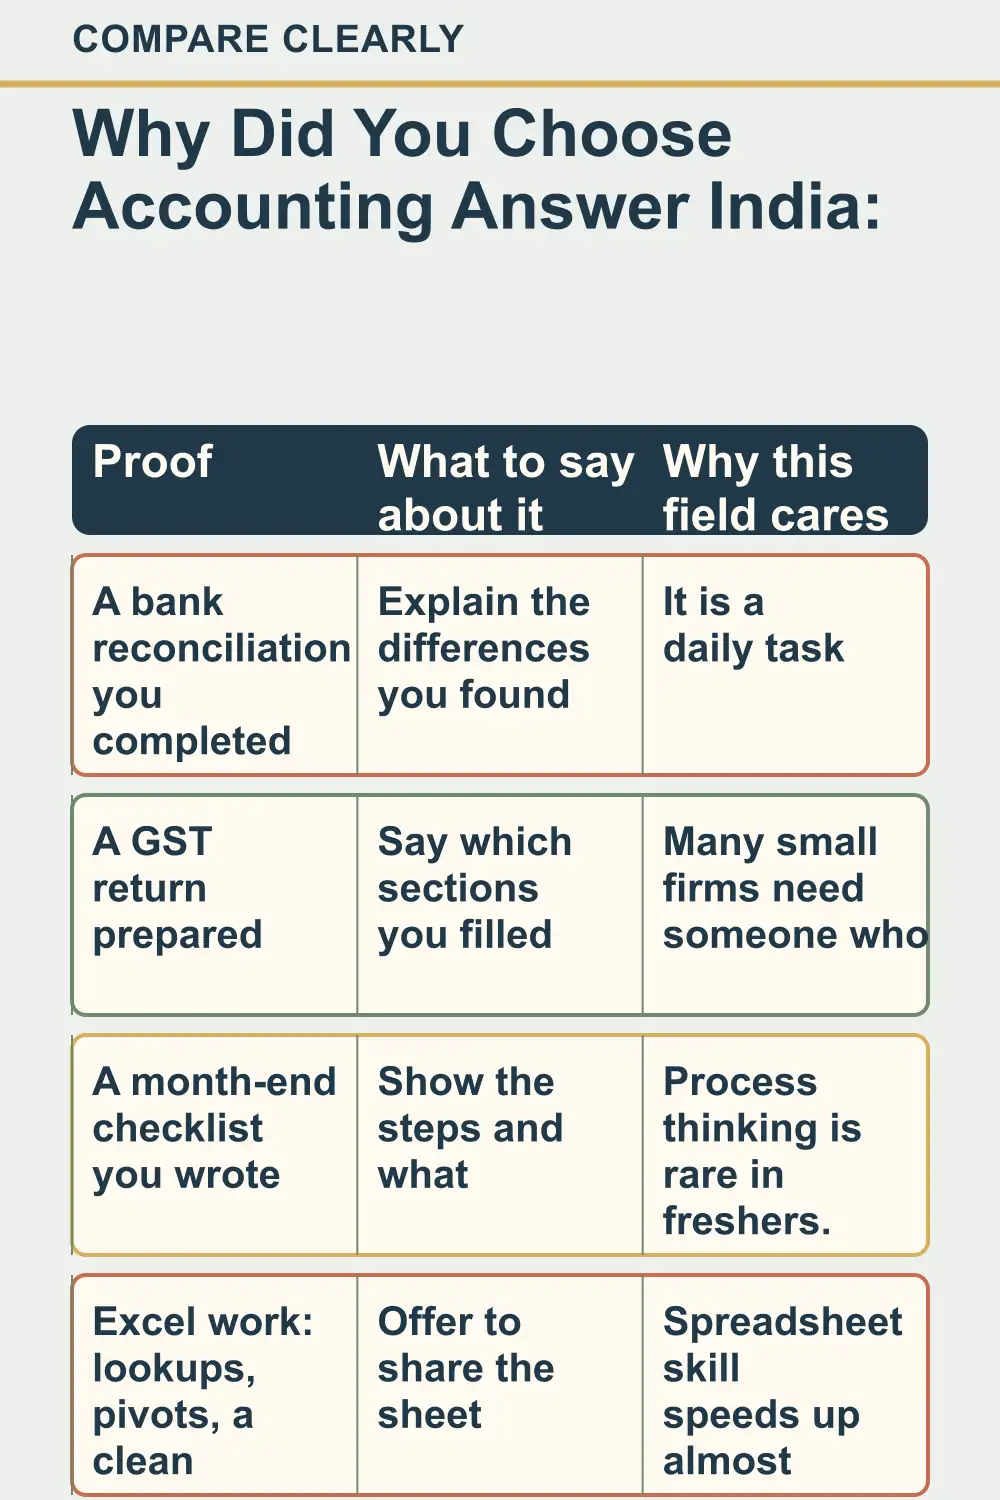 COMPARE CLEARLY
Why Did You Choose
Accounting Answer India:
Proof
What to say
about it
Why this
field cares
A bank
reconciliation
you
completed
Explain the
differences
you found
It is a
daily task
A GST
return
prepared
Say which
sections
you filled
Many small
firms need
someone who
A month-end
checklist
you wrote
Show the
steps and
what
Process
thinking is
rare in
freshers.
Excel work:
lookups,
pivots, a
clean
Offer to
share the
sheet
Spreadsheet
skill
speeds up
almost